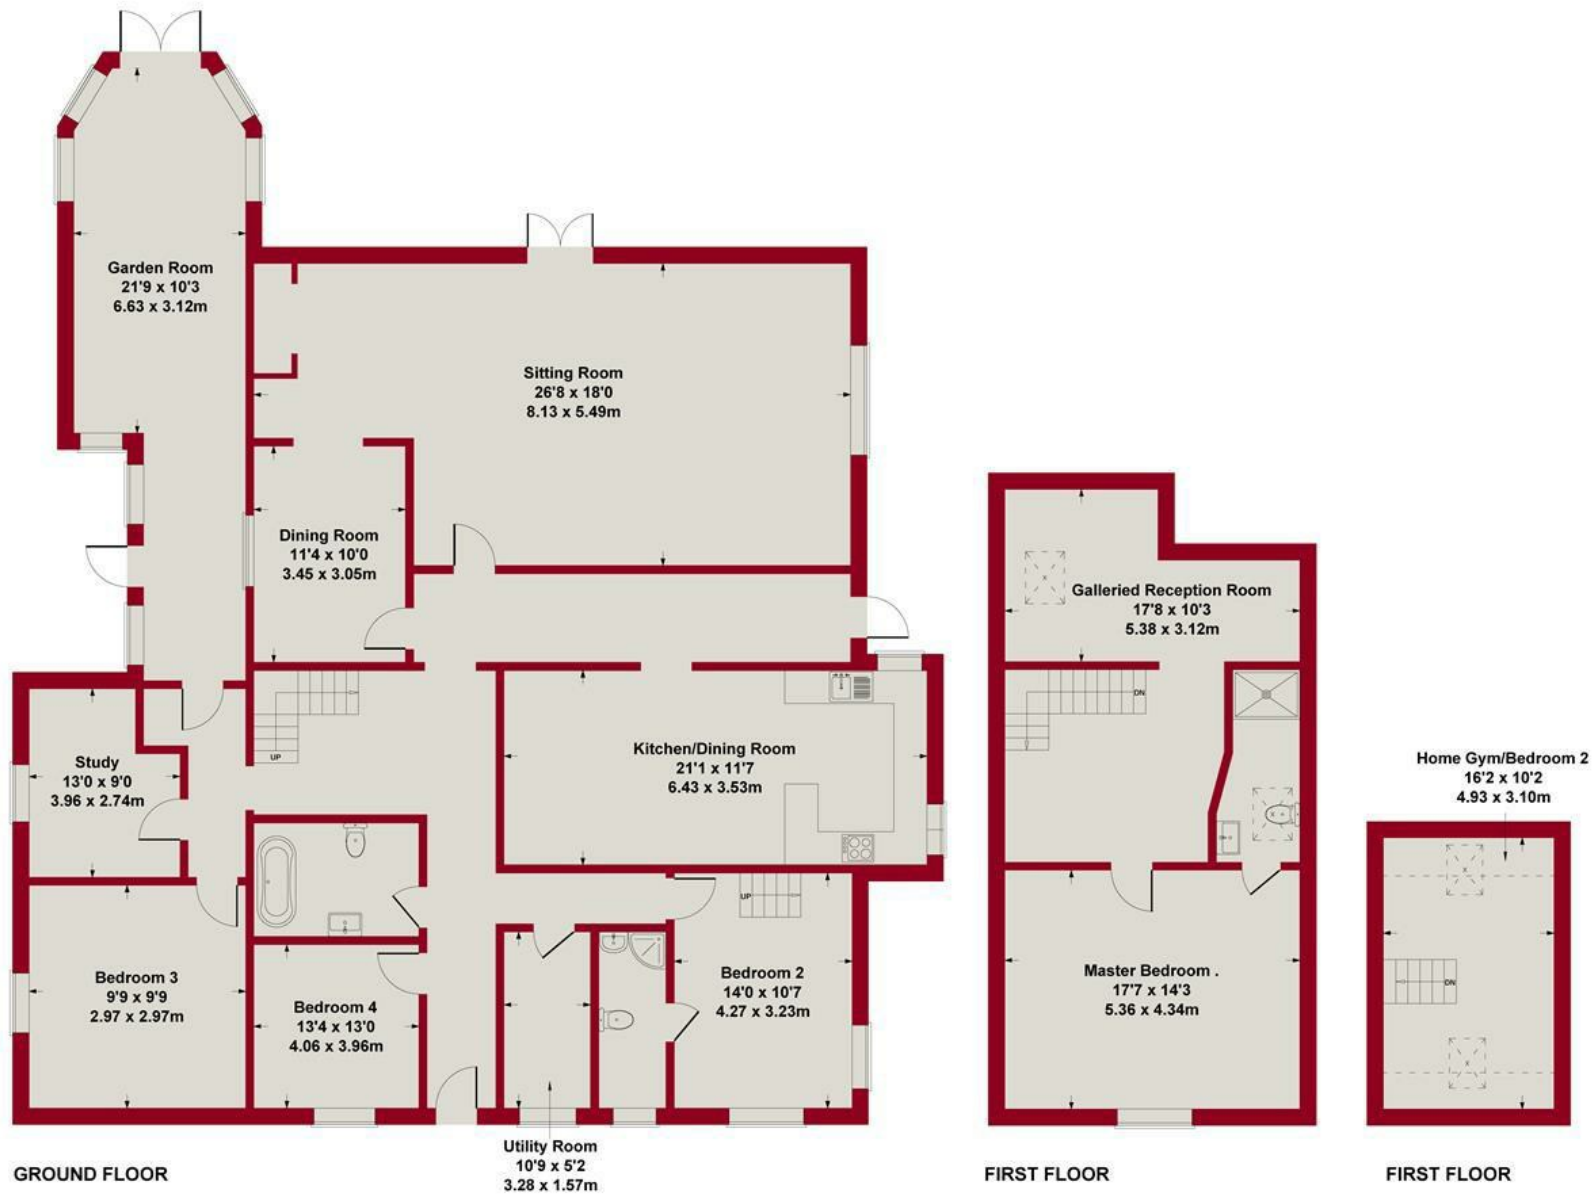 Garden Room
21'9 x 10'3
6.63 x 3.12m
Sitting Room
26'8 x 18'0
8.13 x 5.49m
Dining Room
11'4 x 10'0
3.45 x 3.05m
Study
13'0 x 9'0
3.96 x 2.74m
UP
Kitchen/Dining Room
21'1 x 11'7
6.43 x 3.53m
Bedroom 3
9'9 x 9'9
2.97 x 2.97m
Bedroom 4
13'4 x 13'0
4.06 x 3.96m
UP
Bedroom 2
14'0 x 10'7
4.27 x 3.23m
Utility Room
10'9 x 5'2
3.28 x 1.57m
GROUND FLOOR
Galleried Reception Room
17'8 x 10'3
5.38 x 3.12m
DN
Master Bedroom .
17'7 x 14'3
5.36 x 4.34m
FIRST FLOOR
Home Gym/Bedroom 2
16'2 x 10'2
4.93 x 3.10m
DN
FIRST FLOOR